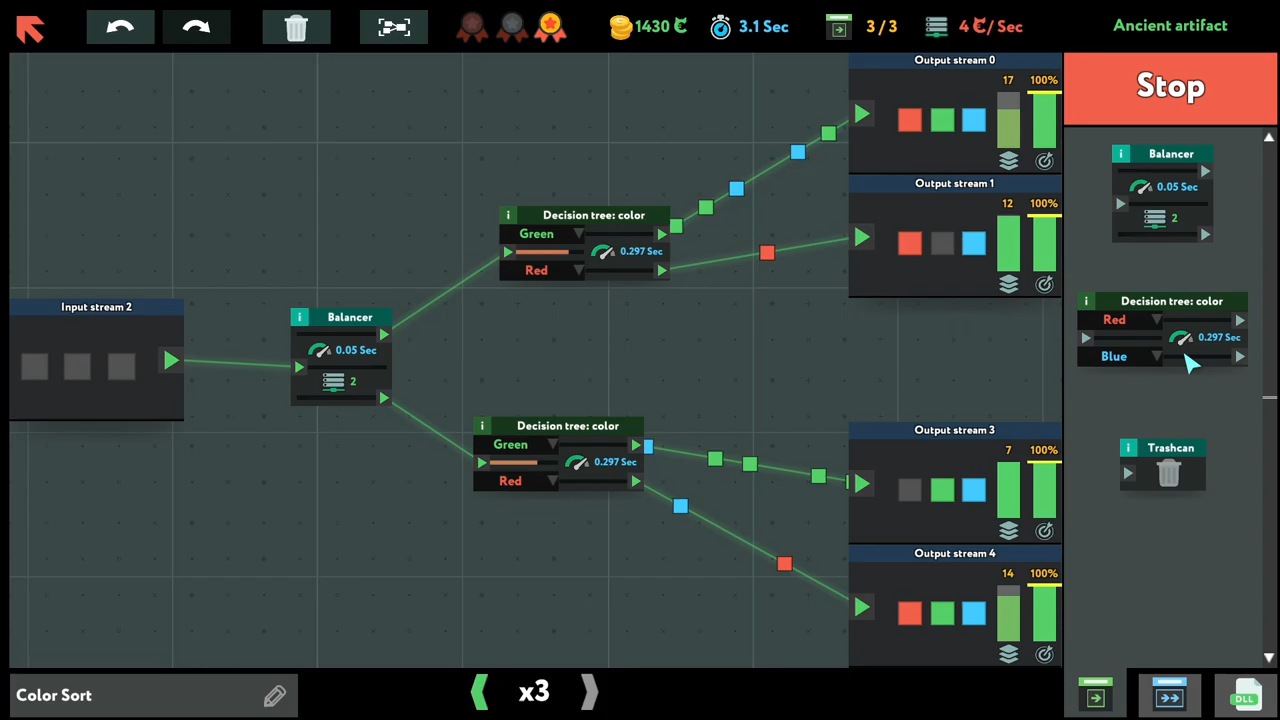 1430
3.1 Sec
3 / 3
4 €/ Sec
Ancient artifact
Stop
Output stream 0
17
100%
Output stream 1
12
100%
Output stream 3
7
100%
Output stream 4
14
100%
Input stream 2
i Balancer
0.05 Sec
2
i Decision tree: color
Green
0.297 Sec
Red
i Decision tree: color
Green
0.297 Sec
Red
i Balancer
0.05 Sec
2
i Decision tree: color
Red
0.297 Sec
Blue
i Trashcan
Color Sort
x3
DLL